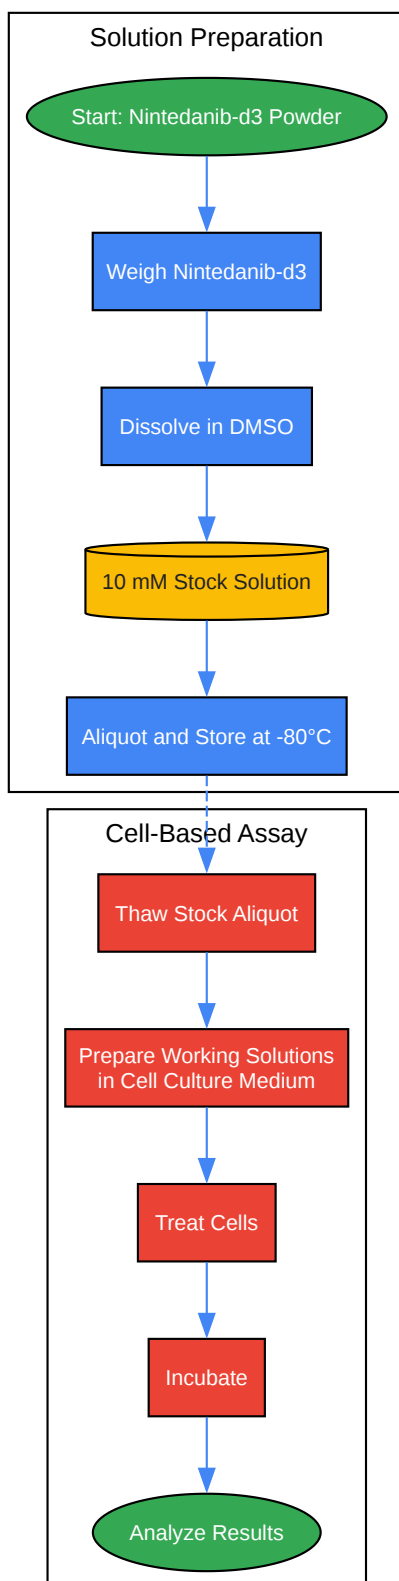 Solution Preparation
Start: Nintedanib-d3 Powder
Weigh Nintedanib-d3
Dissolve in DMSO
10 mM Stock Solution
Aliquot and Store at -80°C
Cell-Based Assay
Thaw Stock Aliquot
Prepare Working Solutions
in Cell Culture Medium
Treat Cells
Incubate
Analyze Results